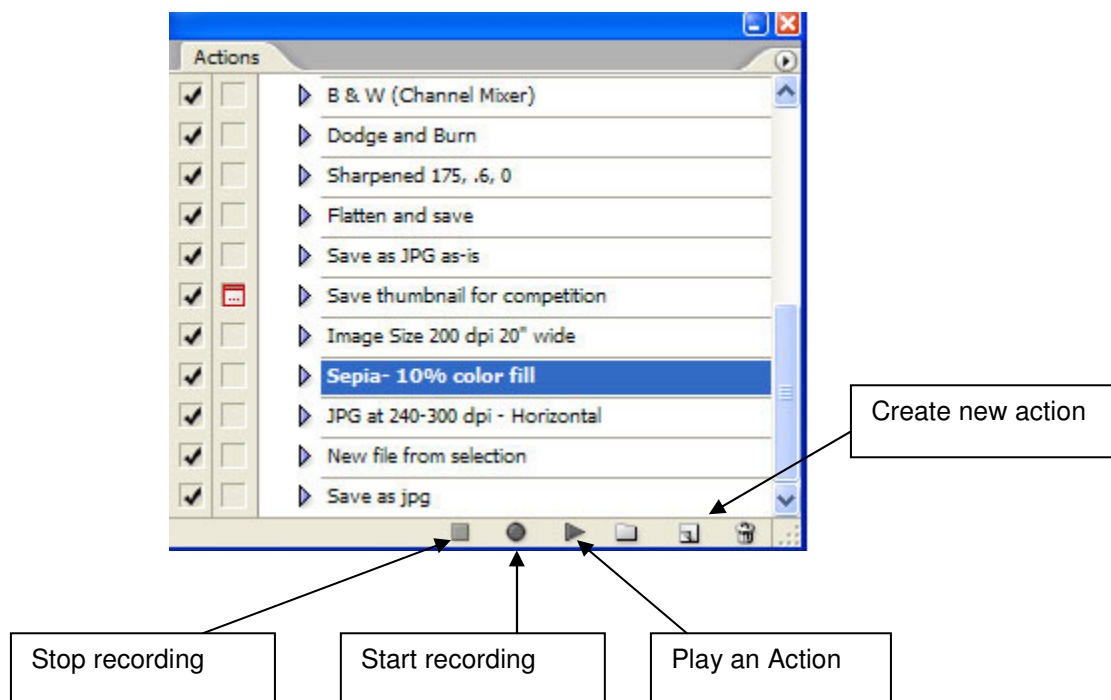 Actions
B & W (Channel Mixer)
Dodge and Burn
Sharpened 175, .6, 0
Flatten and save
Save as JPG as-is
Save thumbnail for competition
Image Size 200 dpi 20" wide
Sepia- 10% color fill
JPG at 240-300 dpi - Horizontal
New file from selection
Save as jpg
Create new action
Stop recording
Start recording
Play an Action